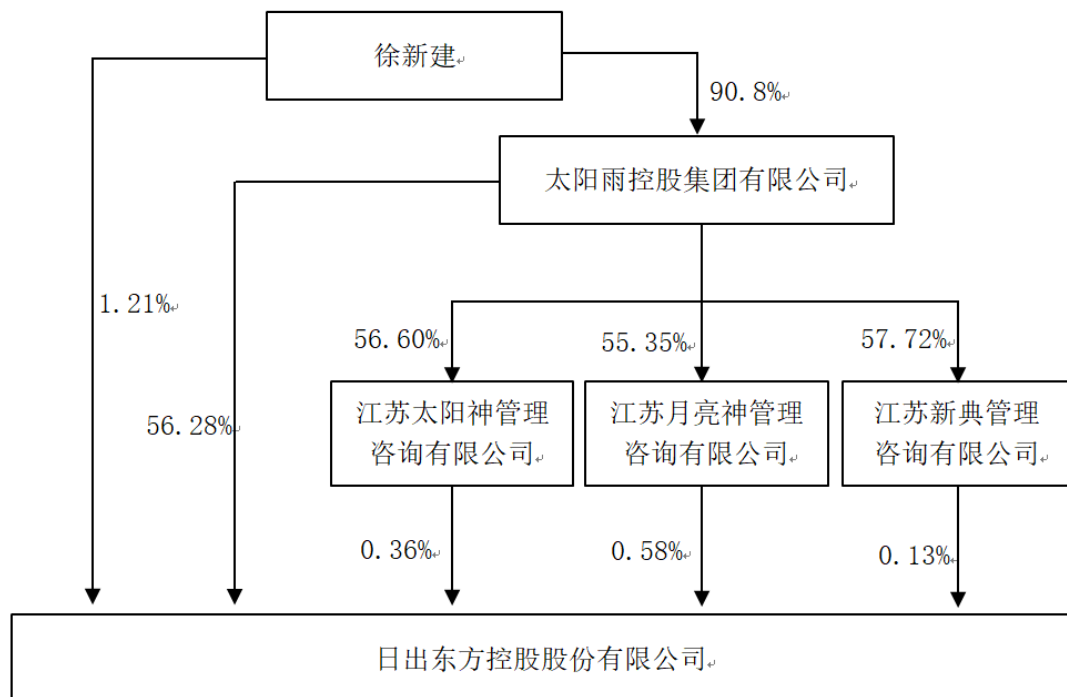 徐新建
90.8%
太阳雨控股集团有限公司
1.21%
56.60%
55.35%
57.72%
56.28%
江苏太阳神管理
咨询有限公司
江苏月亮神管理
咨询有限公司
江苏新典管理
咨询有限公司
0.36%
0.58%
0.13%
日出东方控股股份有限公司